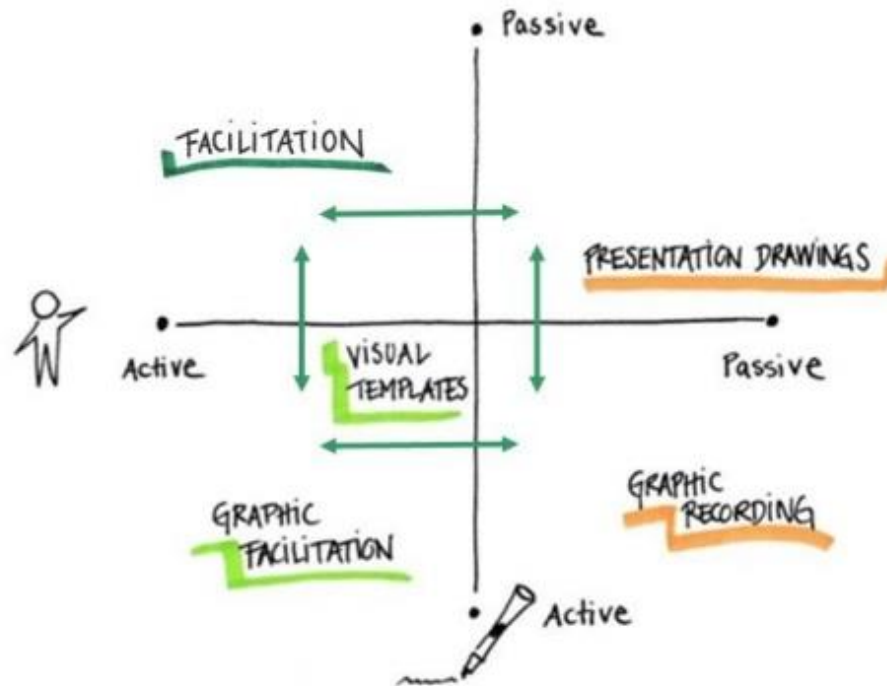 Passive
FACILITATION
PRESENTATION DRAWINGS
Active
Passive
VISUAL
TEMPLATES
GRAPHIC
FACILITATION
GRAPHIC
RECORDING
Active